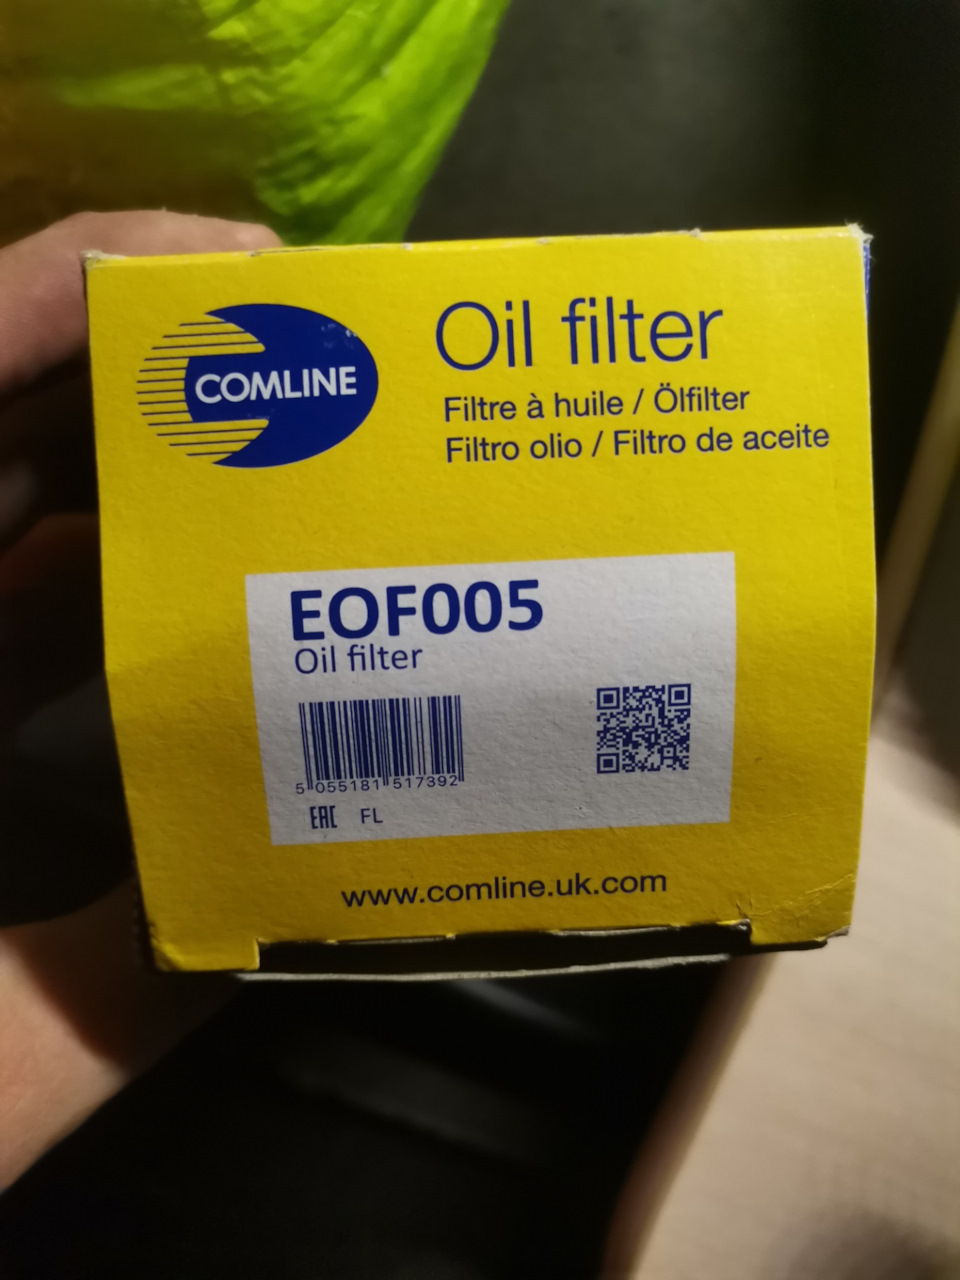 COMLINE
Oil filter
Filtre à huile / Ölfilter
Filtro olio / Filtro de aceite
EOF005
Oil filter
5 055181 517392
EAC FL
www.comline.uk.com